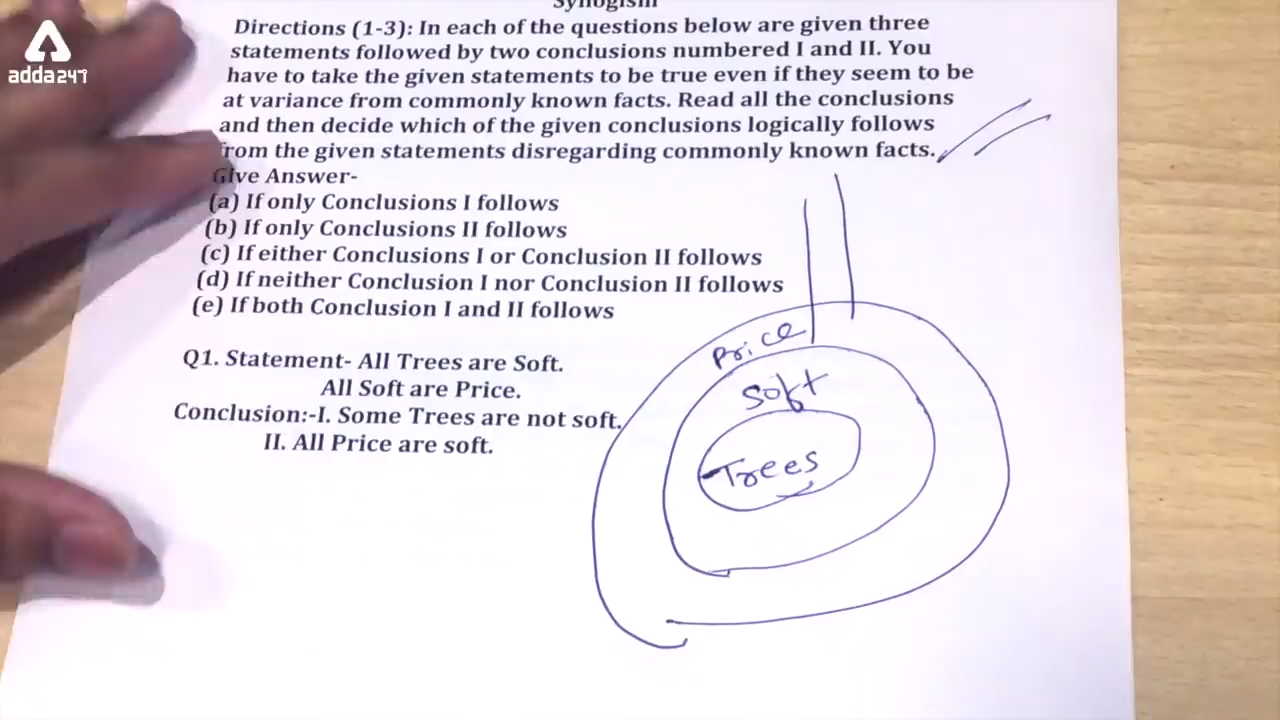 adda247
Directions (1-3): In each of the questions below are given three
statements followed by two conclusions numbered I and II. You
have to take the given statements to be true even if they seem to be
at variance from commonly known facts. Read all the conclusions
and then decide which of the given conclusions logically follows
from the given statements disregarding commonly known facts.
Give Answer-
(a) If only Conclusions I follows
(b) If only Conclusions II follows
(c) If either Conclusions I or Conclusion II follows
(d) If neither Conclusion I nor Conclusion II follows
(e) If both Conclusion I and II follows
Q1. Statement- All Trees are Soft.
All Soft are Price.
Conclusion:-I. Some Trees are not soft.
II. All Price are soft.
Price
Soft
Trees